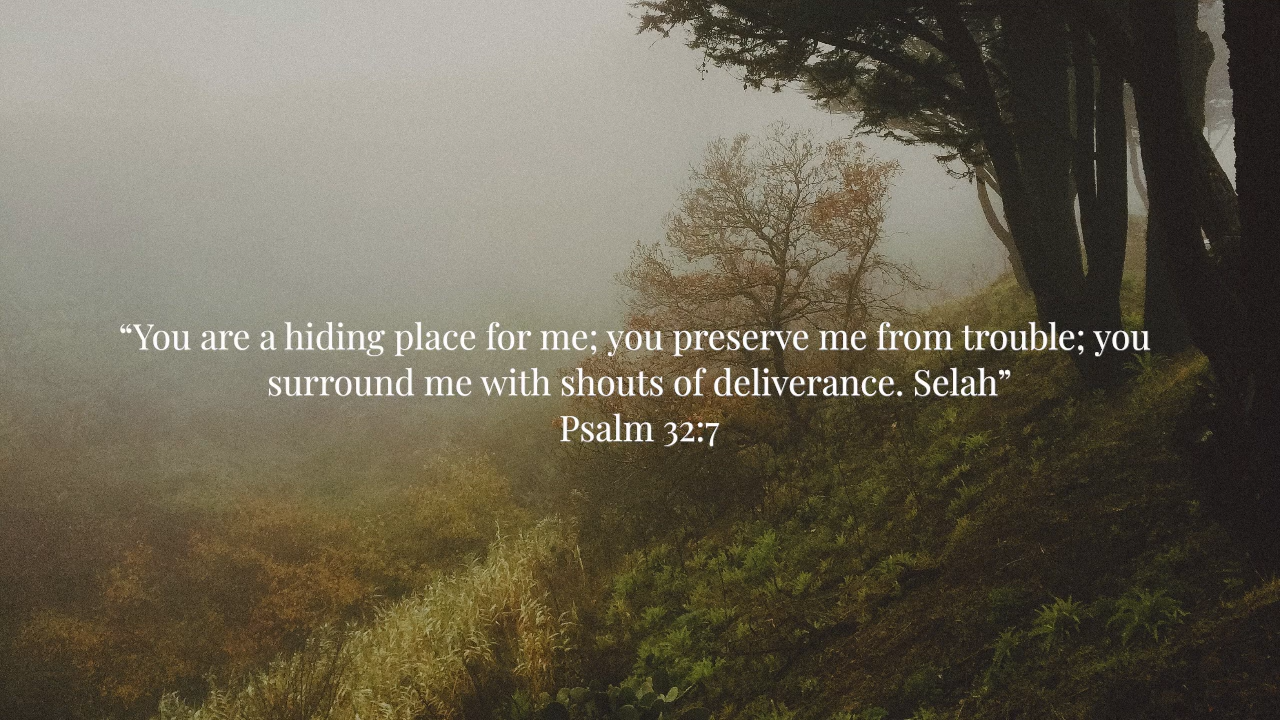 “You are a hiding place for me; you preserve me from trouble; you
surround me with shouts of deliverance. Selah”
Psalm 32:7